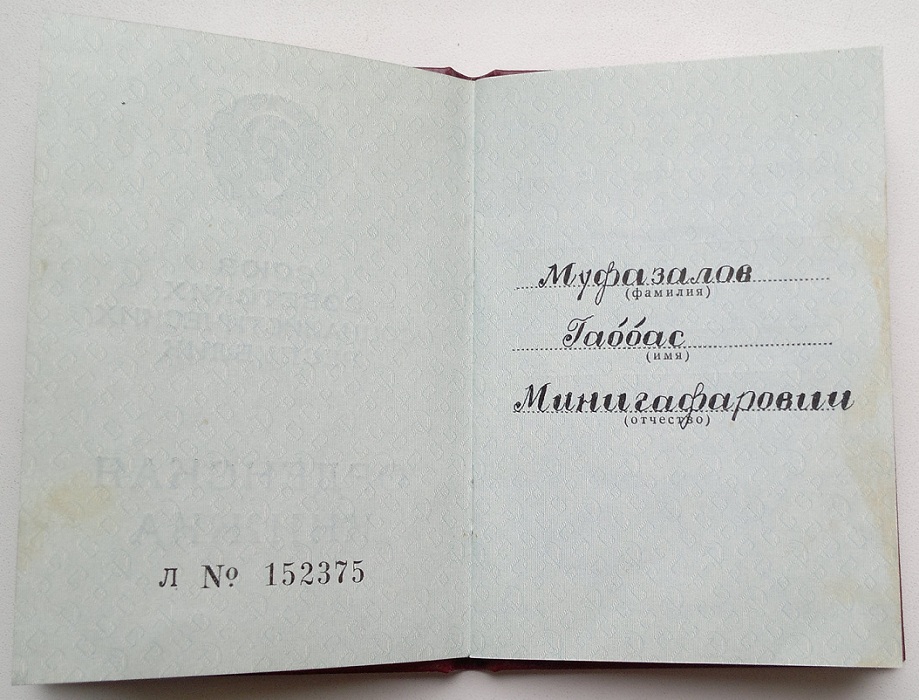 Л № 152375
Муфазалов
(фамилия)
Габбас
(имя)
Минигафарович
(отчество)